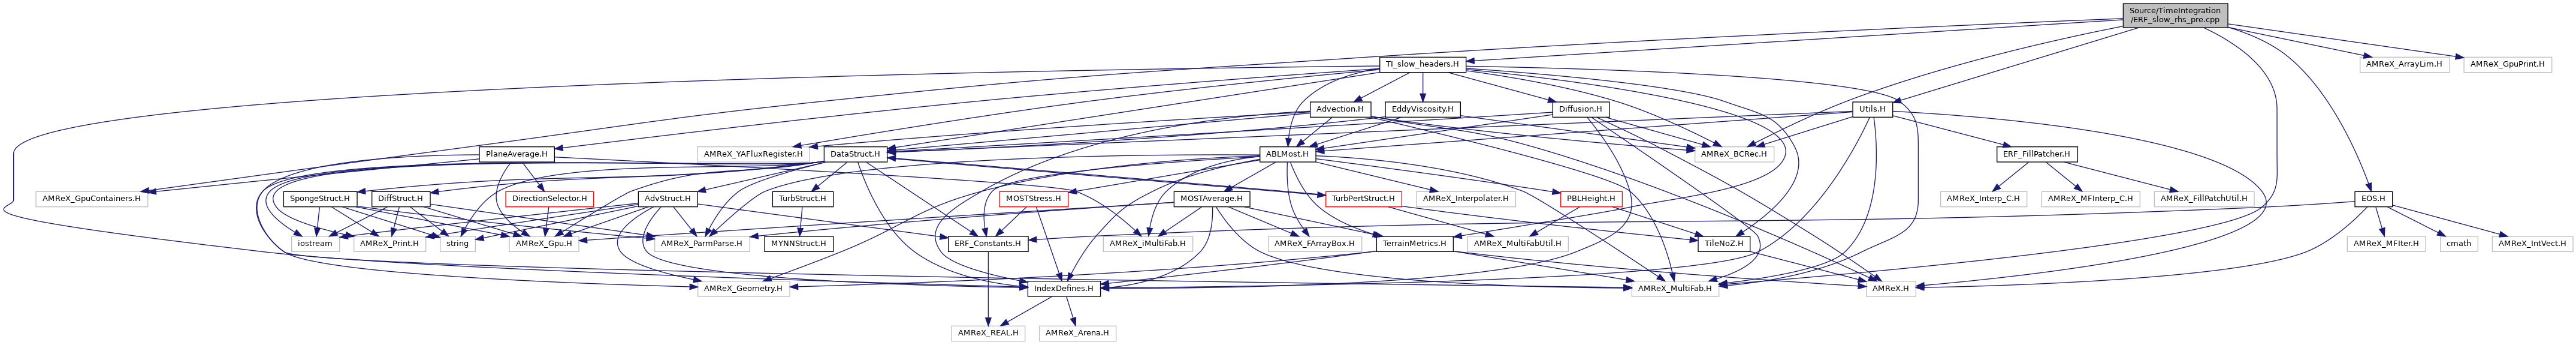 Source/TimeIntegration
/ERF_slow_rhs_pre.cpp
TI_slow_headers.H
AMReX_ArrayLim.H
AMReX_GpuPrint.H
Advection.H
EddyViscosity.H
Diffusion.H
Utils.H
PlaneAverage.H
AMReX_YAFluxRegister.H
DataStruct.H
ABLMost.H
AMReX_BCRec.H
ERF_FillPatcher.H
AMReX_GpuContainers.H
SpongeStruct.H
DiffStruct.H
DirectionSelector.H
AdvStruct.H
TurbStruct.H
MOSTStress.H
MOSTAverage.H
TurbPertStruct.H
AMReX_Interpolater.H
PBLHeight.H
AMReX_Interp_C.H
AMReX_MFInterp_C.H
AMReX_FillPatchUtil.H
EOS.H
iostream
AMReX_Print.H
string
AMReX_Gpu.H
AMReX_ParmParse.H
MYNNStruct.H
ERF_Constants.H
AMReX_iMultiFab.H
AMReX_FArrayBox.H
TerrainMetrics.H
AMReX_MultiFabUtil.H
TileNoZ.H
AMReX_MFIter.H
cmath
AMReX_IntVect.H
AMReX_Geometry.H
IndexDefines.H
AMReX_MultiFab.H
AMReX.H
AMReX_REAL.H
AMReX_Arena.H